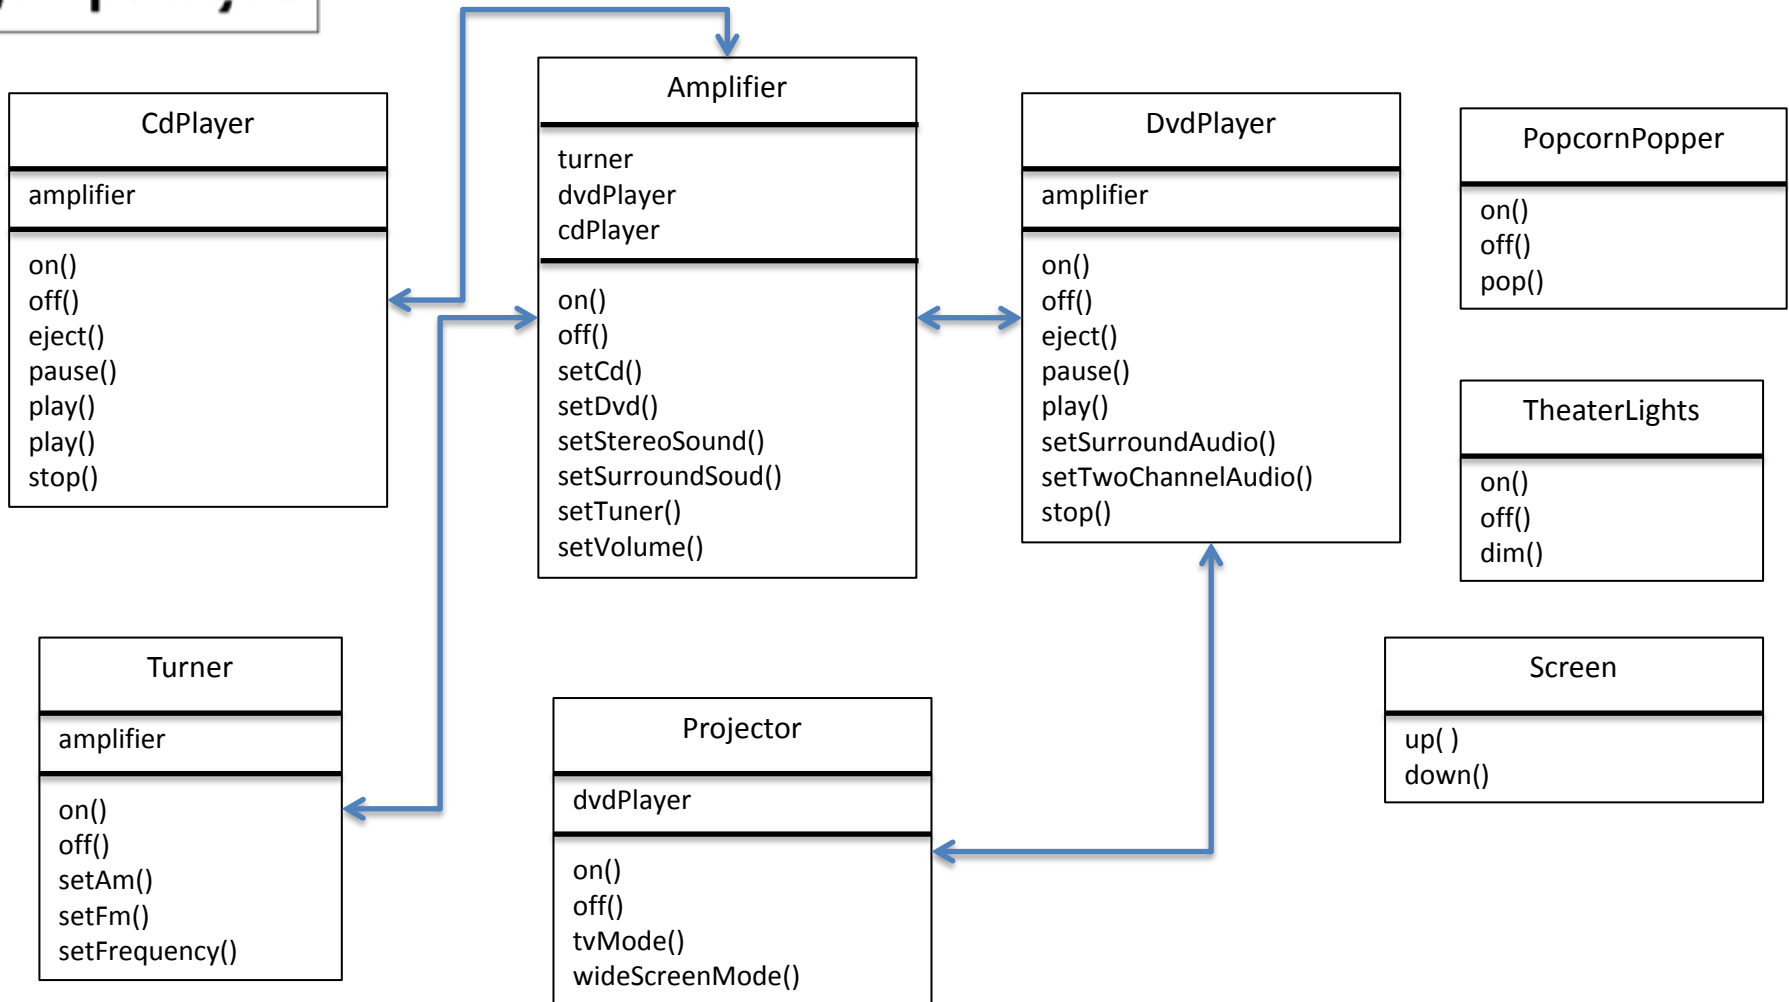 CdPlayer
amplifier
on()
off()
eject()
pause()
play()
play()
stop()
Amplifier
turner
dvdPlayer
cdPlayer
on()
off()
setCd()
setDvd()
setStereoSound()
setSurroundSoud()
setTuner()
setVolume()
DvdPlayer
amplifier
on()
off()
eject()
pause()
play()
setSurroundAudio()
setTwoChannelAudio()
stop()
PopcornPopper
on()
off()
pop()
TheaterLights
on()
off()
dim()
Turner
amplifier
on()
off()
setAm()
setFm()
setFrequency()
Projector
dvdPlayer
on()
off()
tvMode()
wideScreenMode()
Screen
up( )
down()